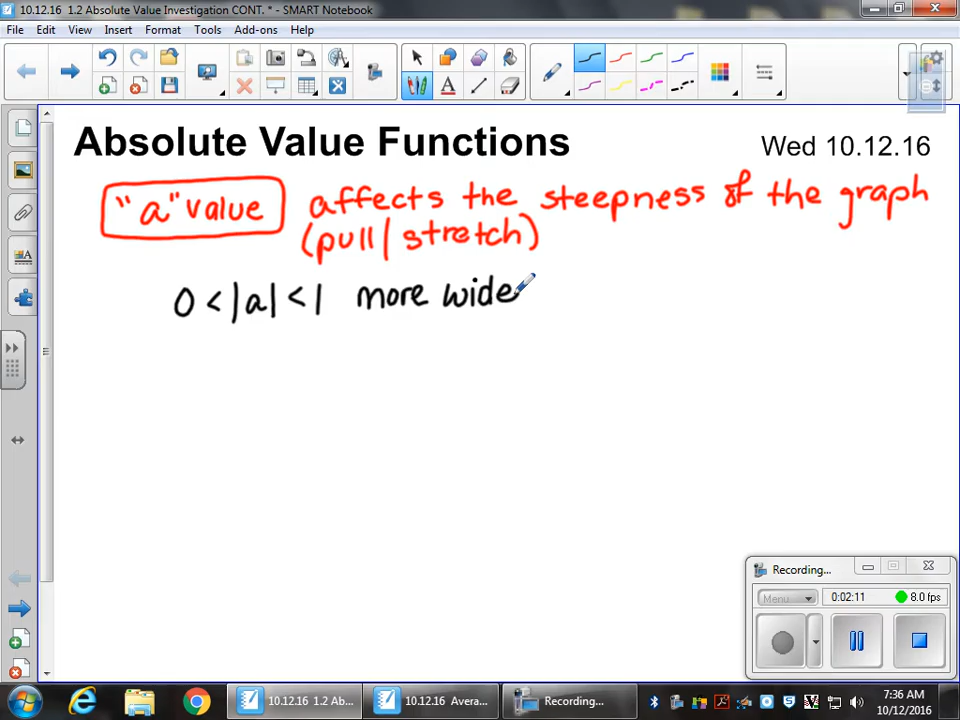 10.12.16 1.2 Absolute Value Investigation CONT. * - SMART Notebook
File Edit View Insert Format Tools Add-ons Help
Absolute Value Functions
Wed 10.12.16
"a" value affects the steepness of the graph
(pull/stretch)
0 < |a| < 1 more wide
Recording...
Menu
0:02:11
8.0 fps
10.12.16 1.2 Ab...
10.12.16 Avera...
Recording...
7:36 AM
10/12/2016